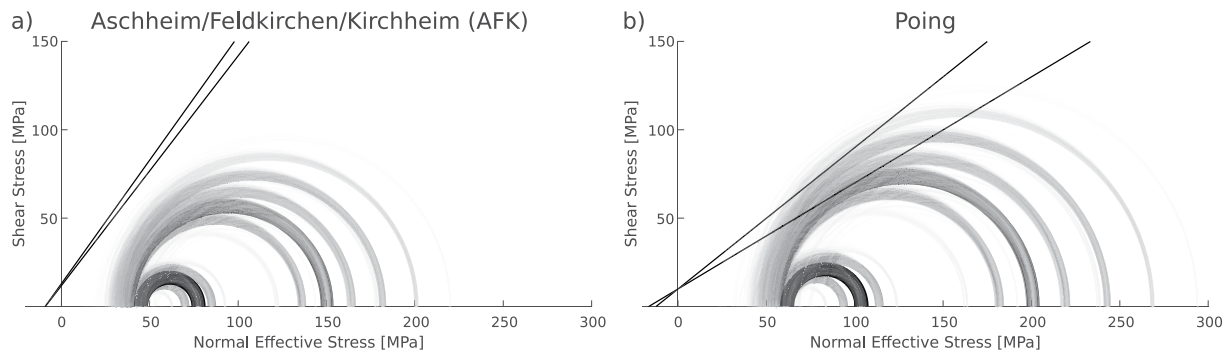 a) Aschheim/Feldkirchen/Kirchheim (AFK)
150
100
50
Shear Stress [MPa]
0 50 100 150 200 250 300
Normal Effective Stress [MPa]
b) Poing
150
100
50
Shear Stress [MPa]
0 50 100 150 200 250 300
Normal Effective Stress [MPa]